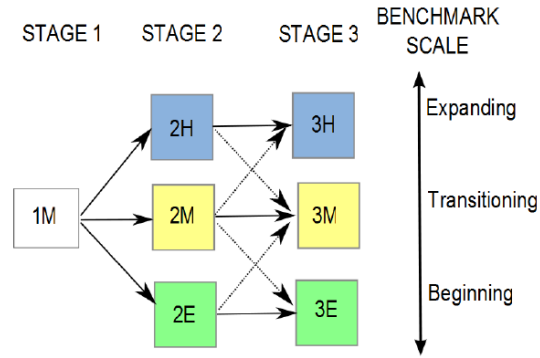 STAGE 1 STAGE 2 STAGE 3 BENCHMARK
SCALE
2H 3H Expanding
1M 2M 3M Transitioning
2E 3E Beginning